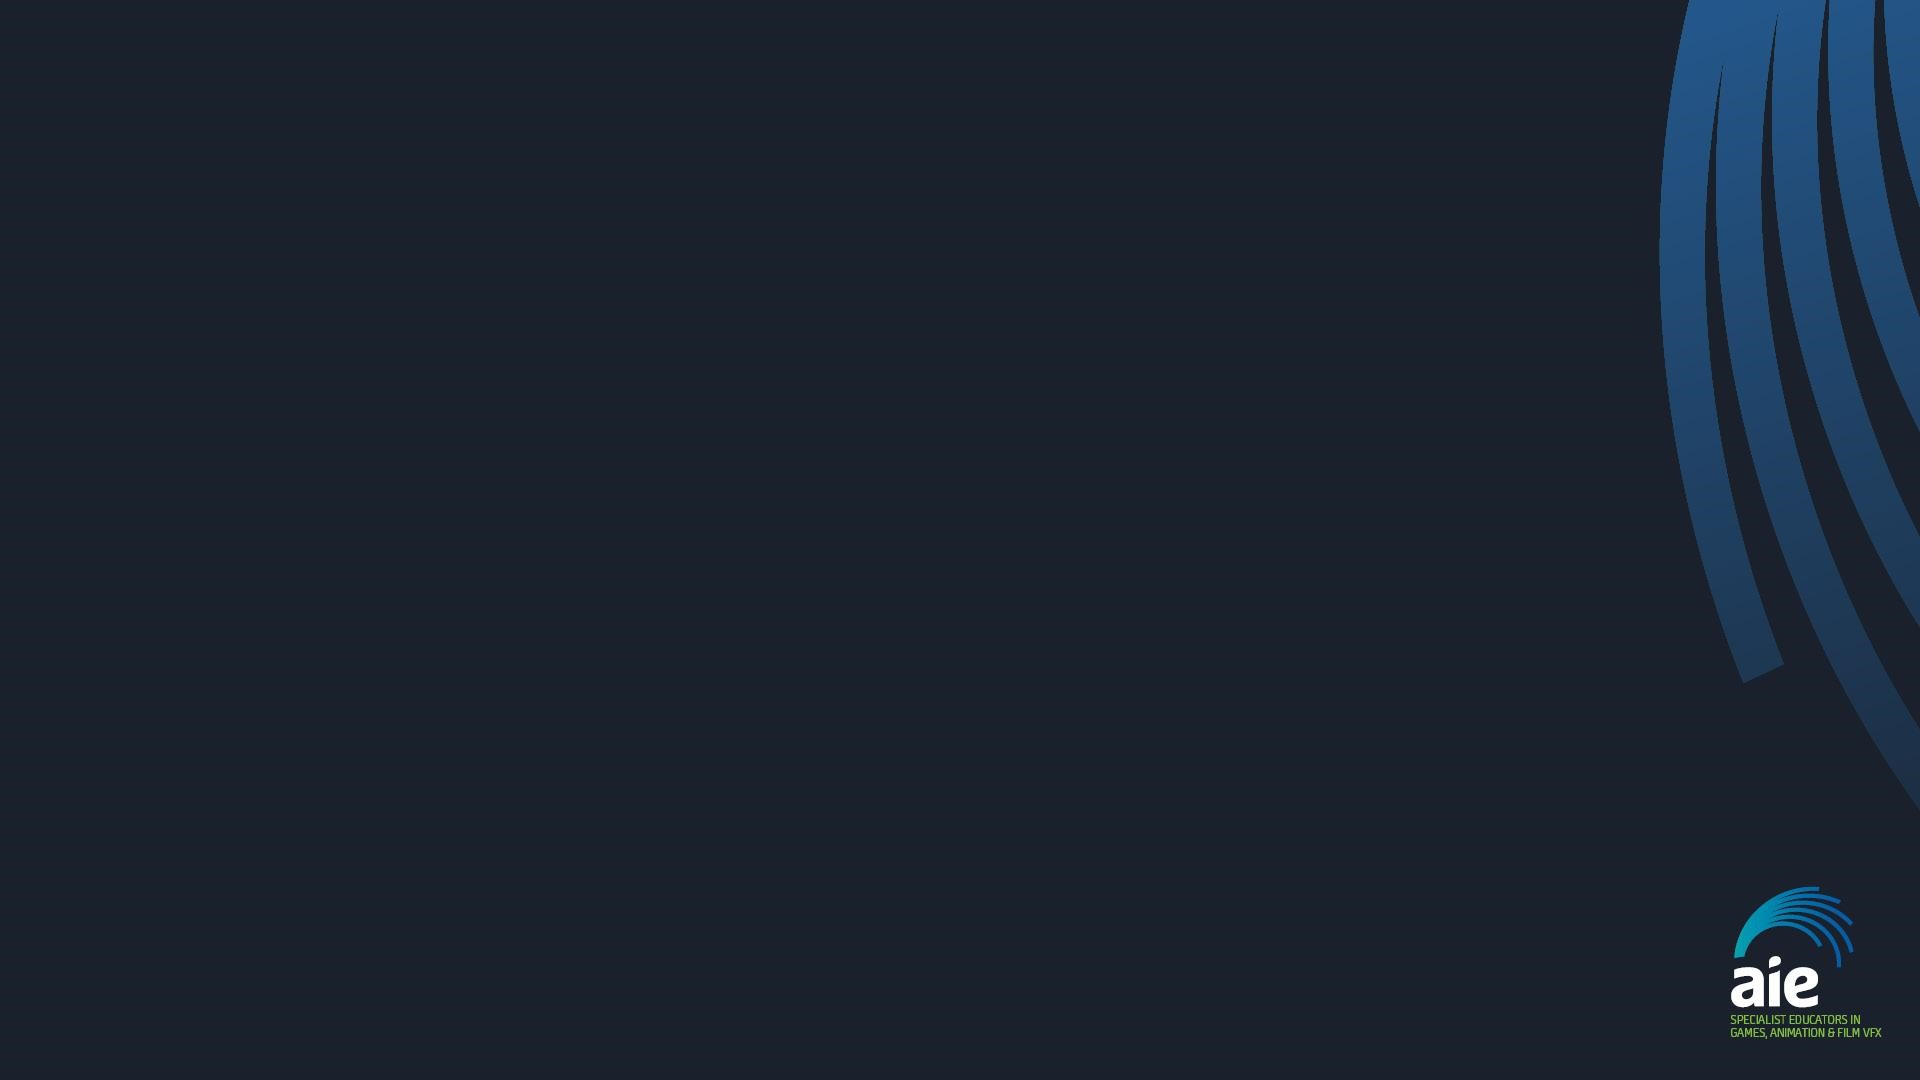 aie
SPECIALIST EDUCATORS IN
GAMES, ANIMATION & FILM VFX